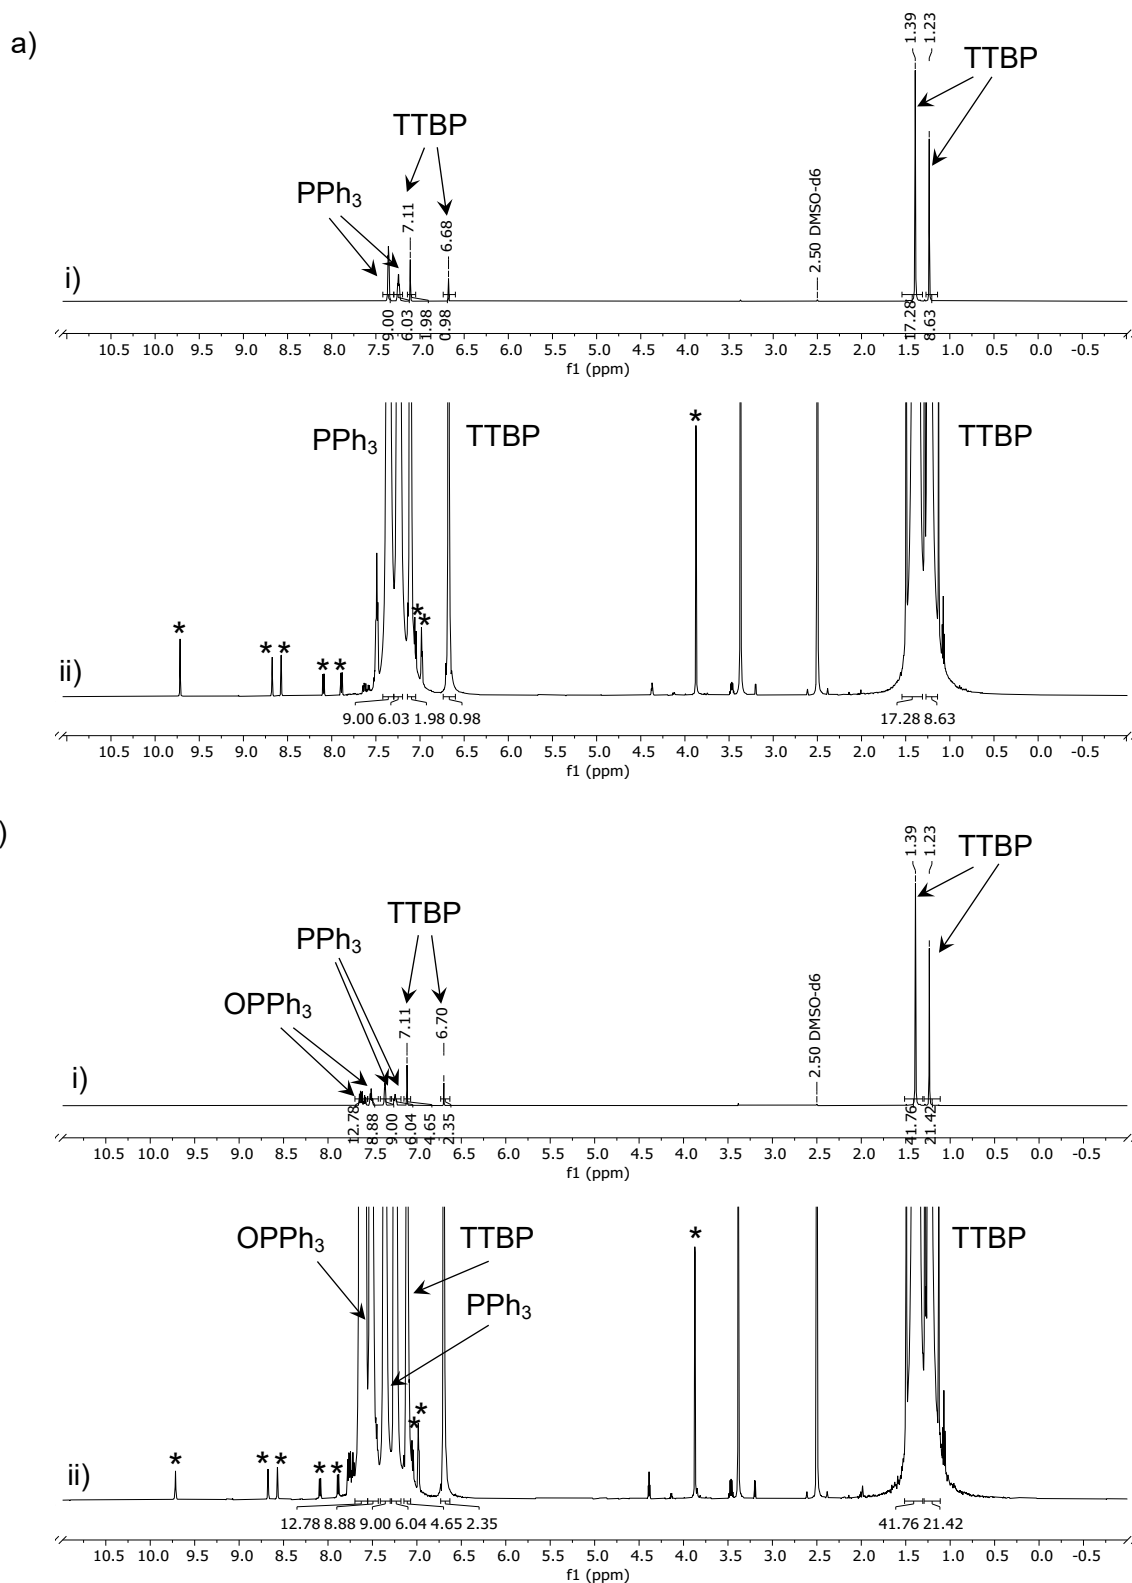 a)
1.39
1.23
TTBP
TTBP
PPh3
7.11
6.68
2.50 DMSO-d6
i)
9.00
6.03
1.98
0.98
17.28
8.63
10.5 10.0 9.5 9.0 8.5 8.0 7.5 7.0 6.5 6.0 5.5 5.0 4.5 4.0 3.5 3.0 2.5 2.0 1.5 1.0 0.5 0.0 -0.5
f1 (ppm)
*
PPh3 TTBP TTBP
* * * * * * *
ii)
9.00 6.03 1.98 0.98 17.28 8.63
10.5 10.0 9.5 9.0 8.5 8.0 7.5 7.0 6.5 6.0 5.5 5.0 4.5 4.0 3.5 3.0 2.5 2.0 1.5 1.0 0.5 0.0 -0.5
f1 (ppm)
)
1.39
1.23
TTBP
TTBP
PPh3
OPPh3
7.11
6.70
2.50 DMSO-d6
i)
12.78
8.88
9.00
6.04
4.65
2.35
41.76
21.42
10.5 10.0 9.5 9.0 8.5 8.0 7.5 7.0 6.5 6.0 5.5 5.0 4.5 4.0 3.5 3.0 2.5 2.0 1.5 1.0 0.5 0.0 -0.5
f1 (ppm)
OPPh3 TTBP * TTBP
PPh3
* * * * * * *
ii)
12.78 8.88 9.00 6.04 4.65 2.35 41.76 21.42
10.5 10.0 9.5 9.0 8.5 8.0 7.5 7.0 6.5 6.0 5.5 5.0 4.5 4.0 3.5 3.0 2.5 2.0 1.5 1.0 0.5 0.0 -0.5
f1 (ppm)